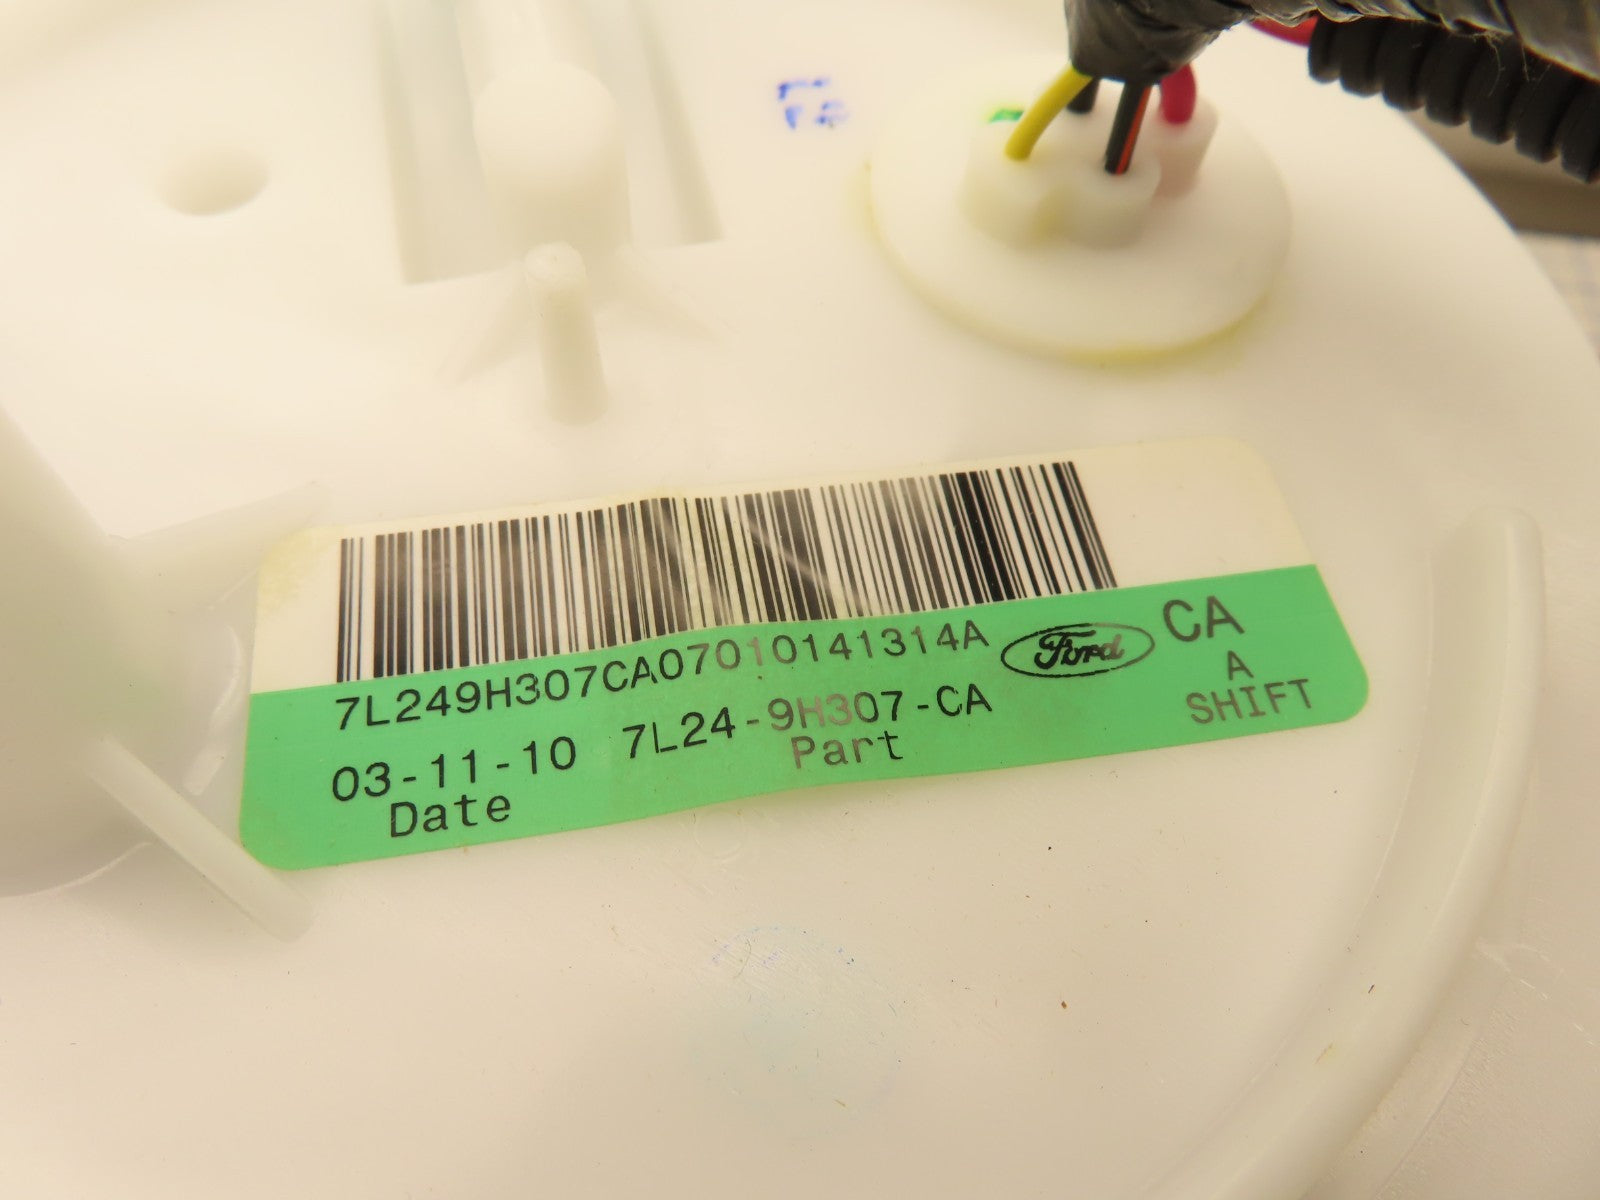 7L249H307CA07010141314A Ford CA
03-11-10 7L24-9H307-CA A
Date Part SHIFT